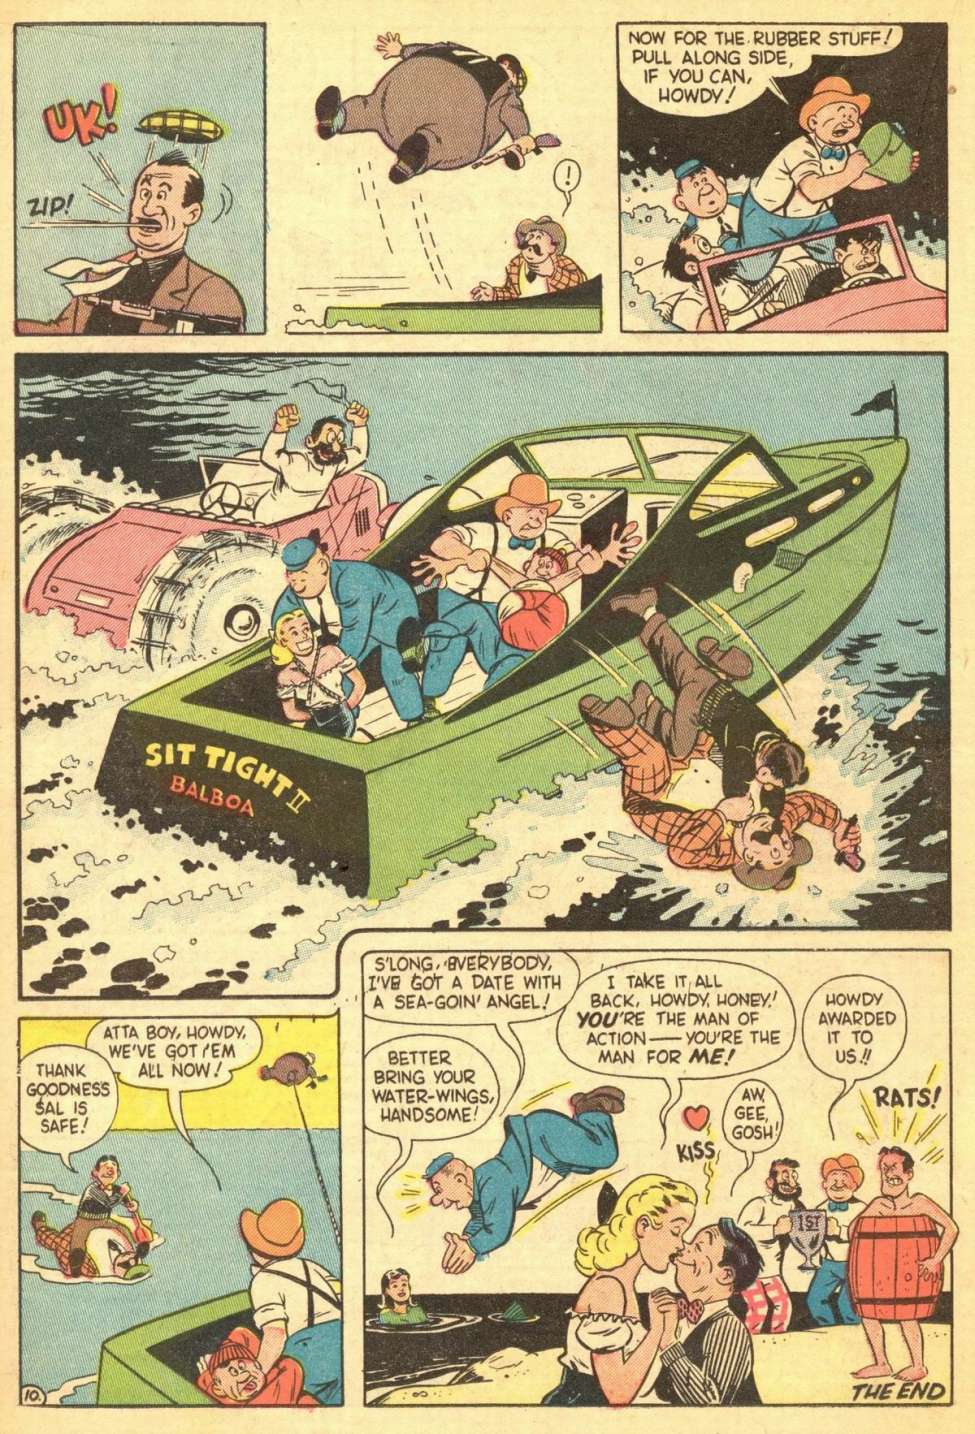 UK!
ZIP!
!
NOW FOR THE RUBBER STUFF!
PULL ALONG SIDE,
IF YOU CAN,
HOWDY!
SIT TIGHT II
BALBOA
THANK
GOODNESS
SAL IS
SAFE!
ATTA BOY, HOWDY,
WE'VE GOT 'EM
ALL NOW!
10.
S'LONG, EVERYBODY,
I'VE GOT A DATE WITH
A SEA-GOIN' ANGEL!
BETTER
BRING YOUR
WATER-WINGS,
HANDSOME!
I TAKE IT ALL
BACK, HOWDY, HONEY!
YOU'RE THE MAN OF
ACTION—YOU'RE THE
MAN FOR ME!
KISS
AW,
GEE,
GOSH!
HOWDY
AWARDED
IT TO
US!!
1ST
RATS!
THE END